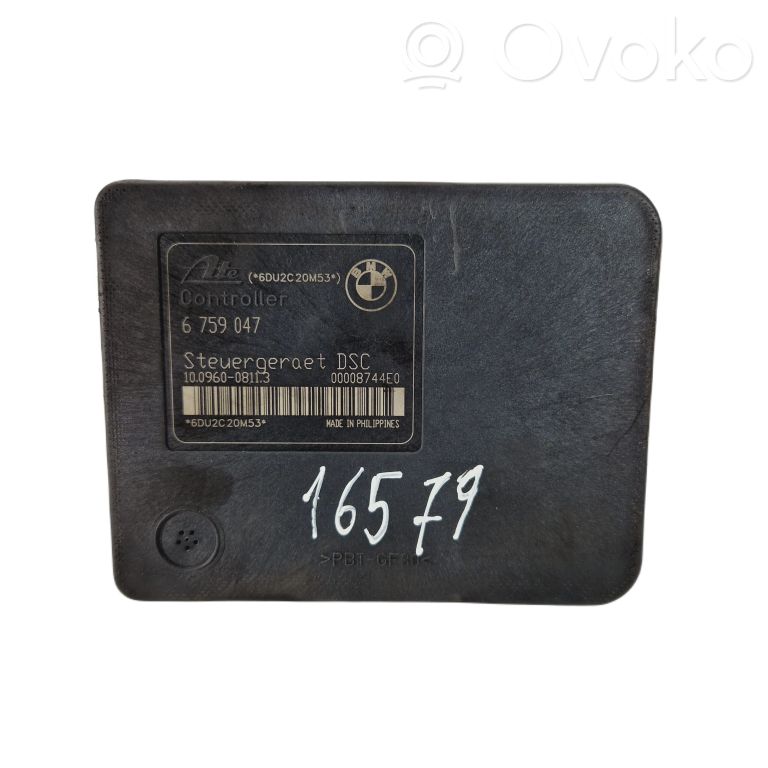 Ovoko
Ate (*6DU2C20M53*) BMW
Controller
6 759 047
Steuergeraet DSC
10.0960-0811.3 00008744E0
*6DU2C20M53* MADE IN PHILIPPINES
16579
>PBT-GF30<